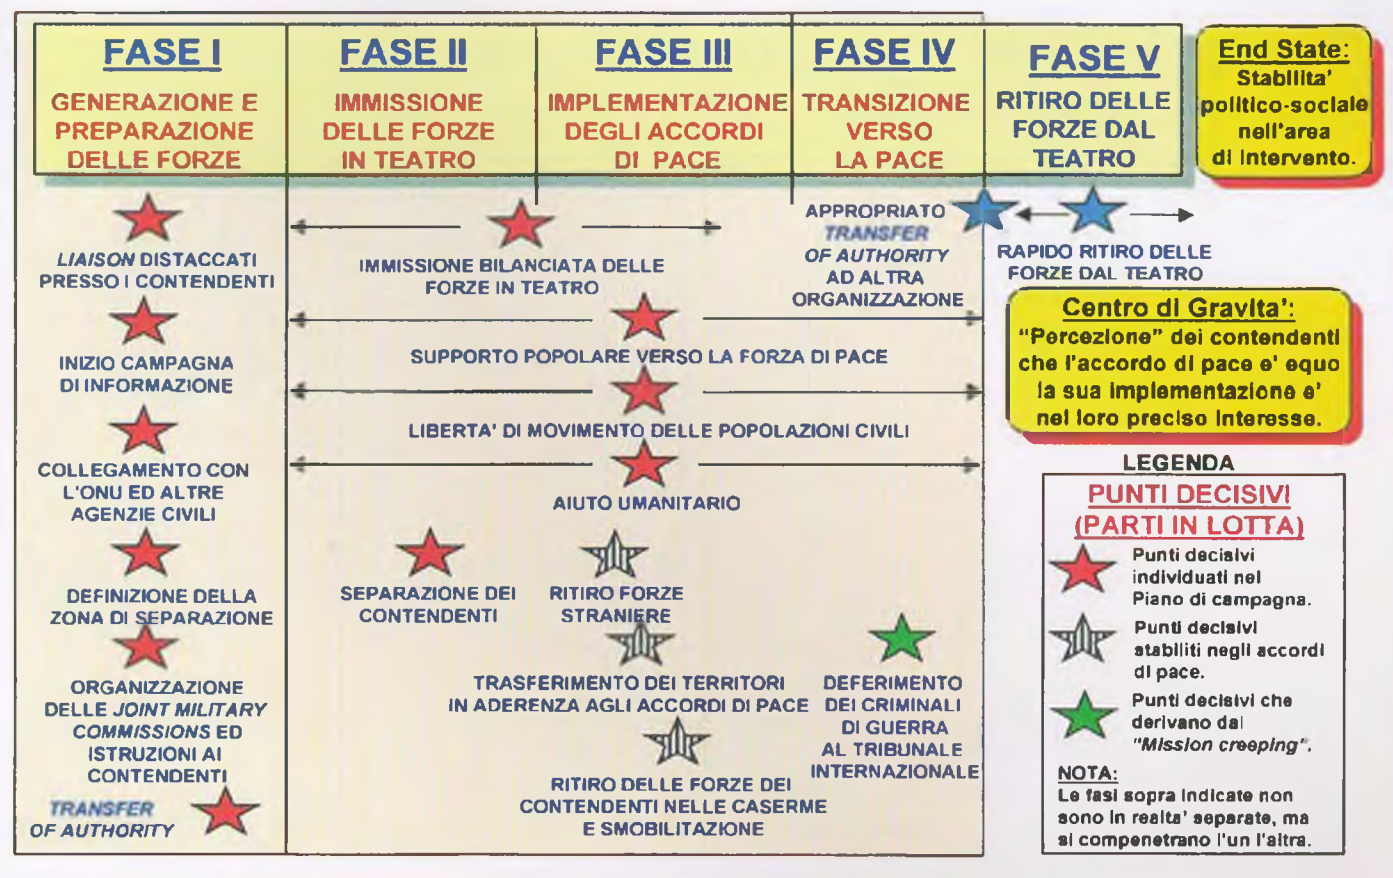 FASE I
GENERAZIONE E
PREPARAZIONE
DELLE FORZE
FASE II
IMMISSIONE
DELLE FORZE
IN TEATRO
FASE III
IMPLEMENTAZIONE
DEGLI ACCORDI
DI PACE
FASE IV
TRANSIZIONE
VERSO
LA PACE
FASE V
RITIRO DELLE
FORZE DAL
TEATRO
End State:
Stabilita'
politico-sociale
nell'area
di Intervento.
LIAISON DISTACCATI
PRESSO I CONTENDENTI
INIZIO CAMPAGNA
DI INFORMAZIONE
COLLEGAMENTO CON
L'ONU ED ALTRE
AGENZIE CIVILI
DEFINIZIONE DELLA
ZONA DI SEPARAZIONE
ORGANIZZAZIONE
DELLE JOINT MILITARY
COMMISSIONS ED
ISTRUZIONI AI
CONTENDENTI
TRANSFER
OF AUTHORITY
IMMISSIONE BILANCIATA DELLE
FORZE IN TEATRO
SUPPORTO POPOLARE VERSO LA FORZA DI PACE
LIBERTA' DI MOVIMENTO DELLE POPOLAZIONI CIVILI
AIUTO UMANITARIO
SEPARAZIONE DEI
CONTENDENTI
RITIRO FORZE
STRANIERE
TRASFERIMENTO DEI TERRITORI
IN ADERENZA AGLI ACCORDI DI PACE
RITIRO DELLE FORZE DEI
CONTENDENTI NELLE CASERME
E SMOBILITAZIONE
APPROPRIATO
TRANSFER
OF AUTHORITY
AD ALTRA
ORGANIZZAZIONE
DEFERIMENTO
DEI CRIMINALI
DI GUERRA
AL TRIBUNALE
INTERNAZIONALE
RAPIDO RITIRO DELLE
FORZE DAL TEATRO
Centro di Gravita':
"Percezione" dei contendenti
che l'accordo di pace e' equo
la sua implementazione e'
nel loro preciso interesse.
LEGENDA
PUNTI DECISIVI
(PARTI IN LOTTA)
Punti decisivi
individuati nel
Piano di campagna.
Punti decisivi
stabiliti negli accordi
di pace.
Punti decisivi che
derivano dal
"Mission creeping".
NOTA:
Le fasi sopra indicate non
sono in realta' separate, ma
si compenetrano l'un l'altra.